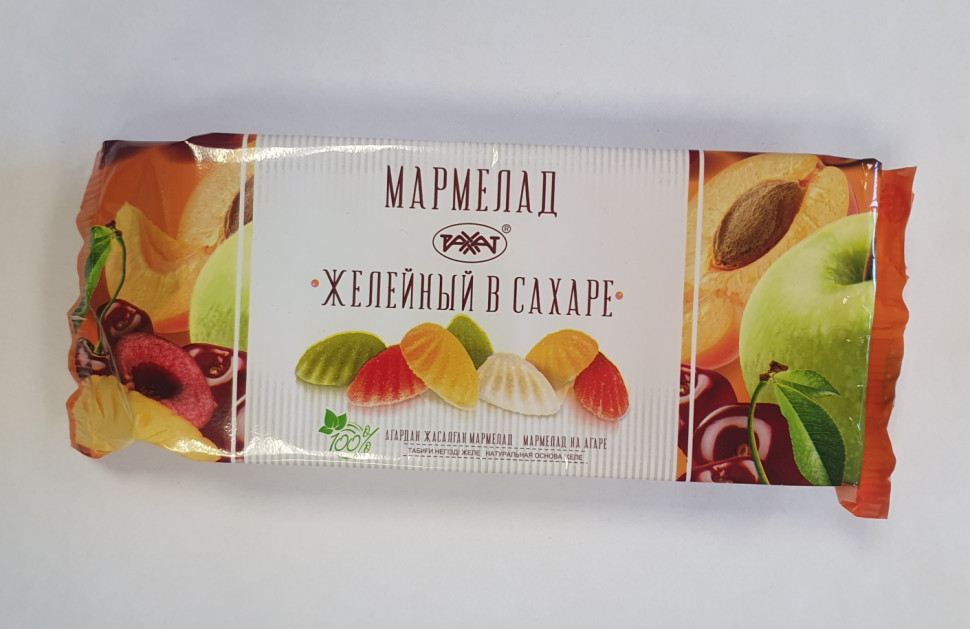 МАРМЕЛАД
РАХАТ®
ЖЕЛЕЙНЫЙ В САХАРЕ
100%
АГАРДАН ЖАСАЛҒАН МАРМЕЛАД МАРМЕЛАД НА АГАРЕ
ТАБИҒИ НЕГІЗДІ ЖЕЛЕ НАТУРАЛЬНАЯ ОСНОВА ЖЕЛЕ